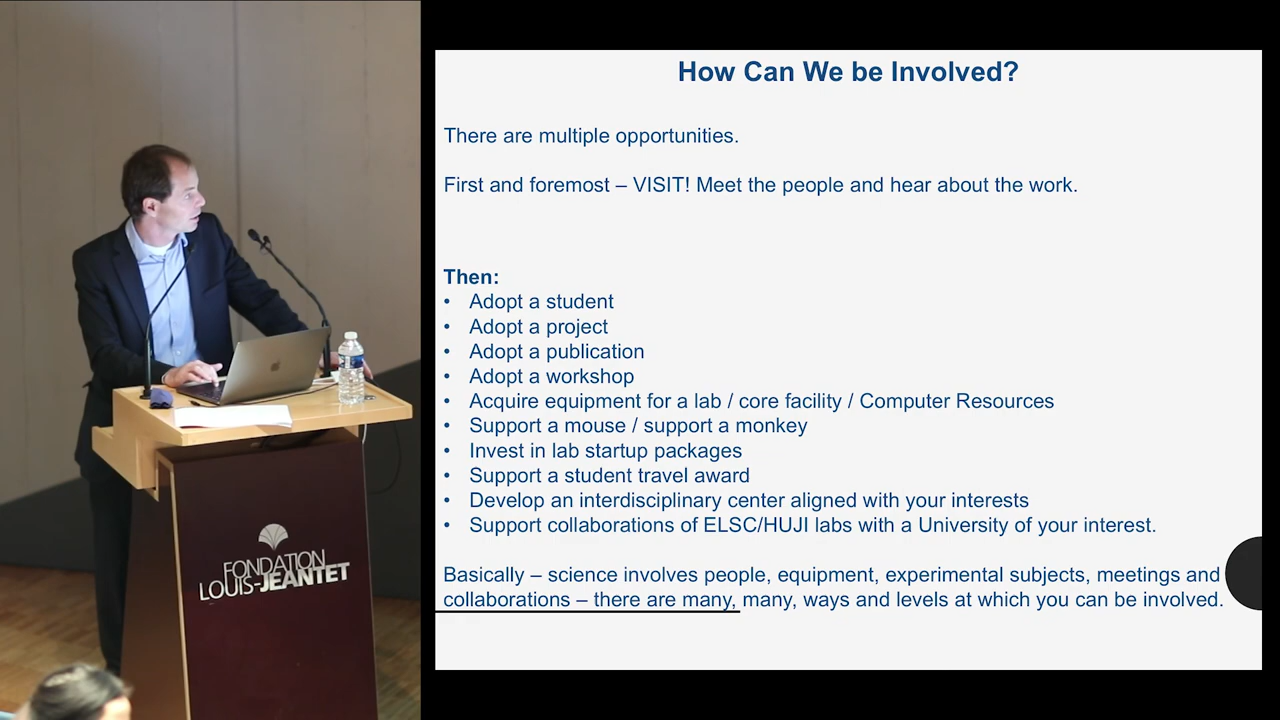 How Can We be Involved?
There are multiple opportunities.
First and foremost – VISIT! Meet the people and hear about the work.
Then:
• Adopt a student
• Adopt a project
• Adopt a publication
• Adopt a workshop
• Acquire equipment for a lab / core facility / Computer Resources
• Support a mouse / support a monkey
• Invest in lab startup packages
• Support a student travel award
• Develop an interdisciplinary center aligned with your interests
• Support collaborations of ELSC/HUJI labs with a University of your interest.
Basically – science involves people, equipment, experimental subjects, meetings and
collaborations – there are many, many, ways and levels at which you can be involved.
FONDATION
LOUIS-JEANTET